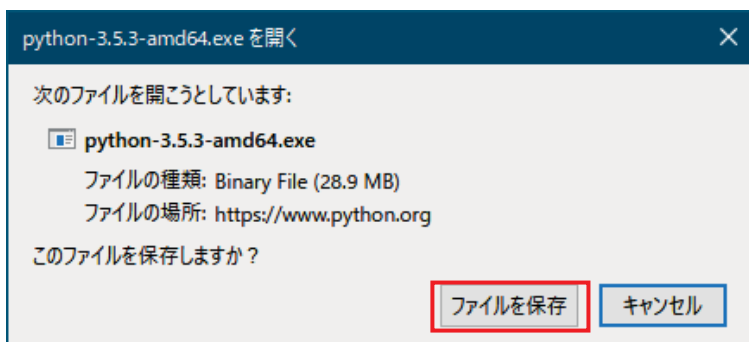 python-3.5.3-amd64.exe を開く
次のファイルを開こうとしています:
python-3.5.3-amd64.exe
ファイルの種類: Binary File (28.9 MB)
ファイルの場所: https://www.python.org
このファイルを保存しますか？
ファイルを保存 キャンセル